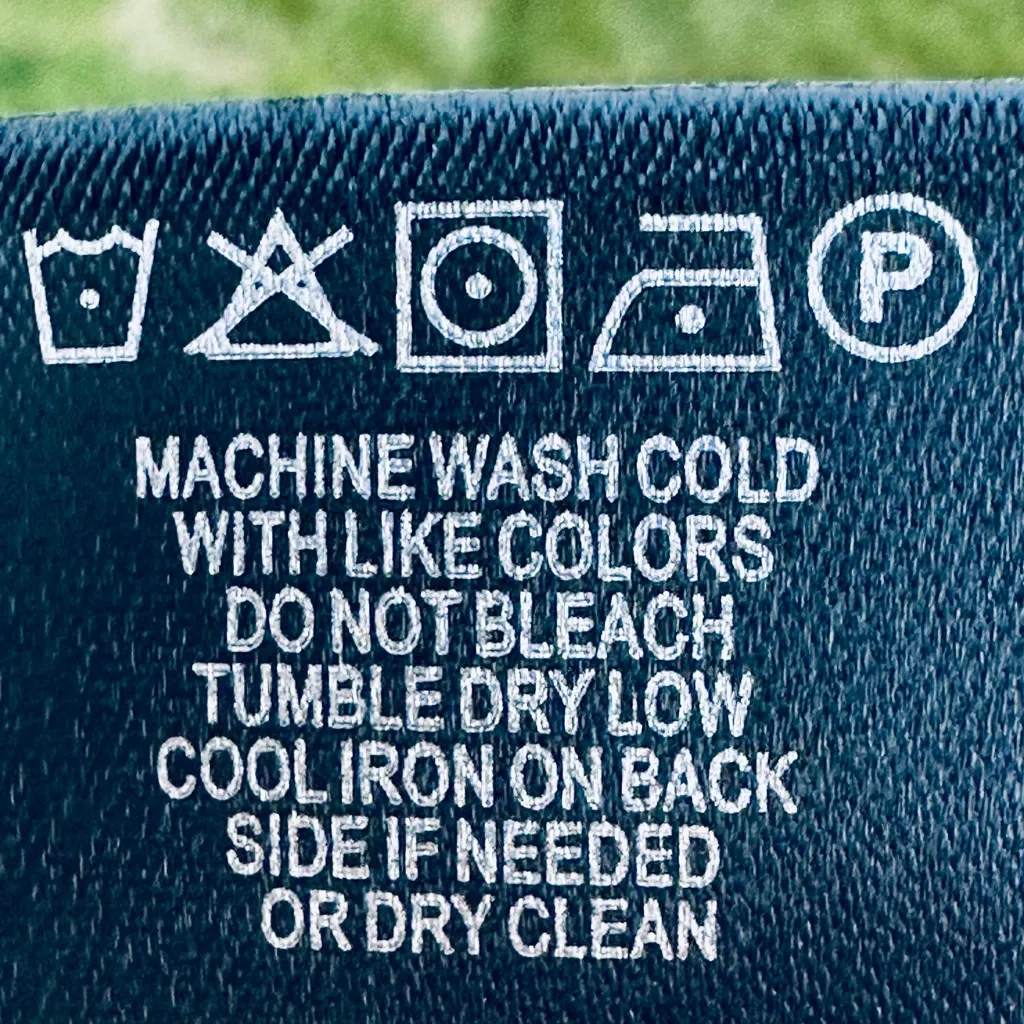 P
MACHINE WASH COLD
WITH LIKE COLORS
DO NOT BLEACH
TUMBLE DRY LOW
COOL IRON ON BACK
SIDE IF NEEDED
OR DRY CLEAN